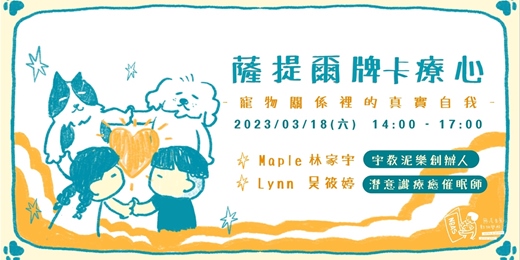 薩提爾牌卡療心
-寵物關係裡的真實自我-
2023/03/18(六) 14:00 - 17:00
Maple 林家宇 宇教泥樂創辦人
Lynn 吳筱婷 潛意識療癒催眠師